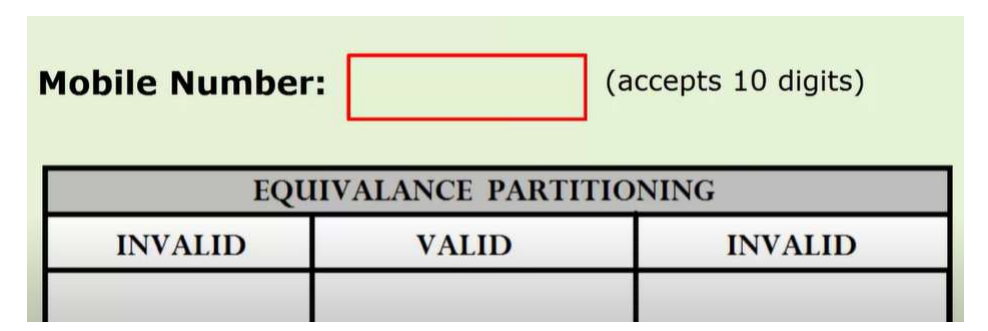 Mobile Number: (accepts 10 digits)
EQUIVALANCE PARTITIONING
INVALID VALID INVALID